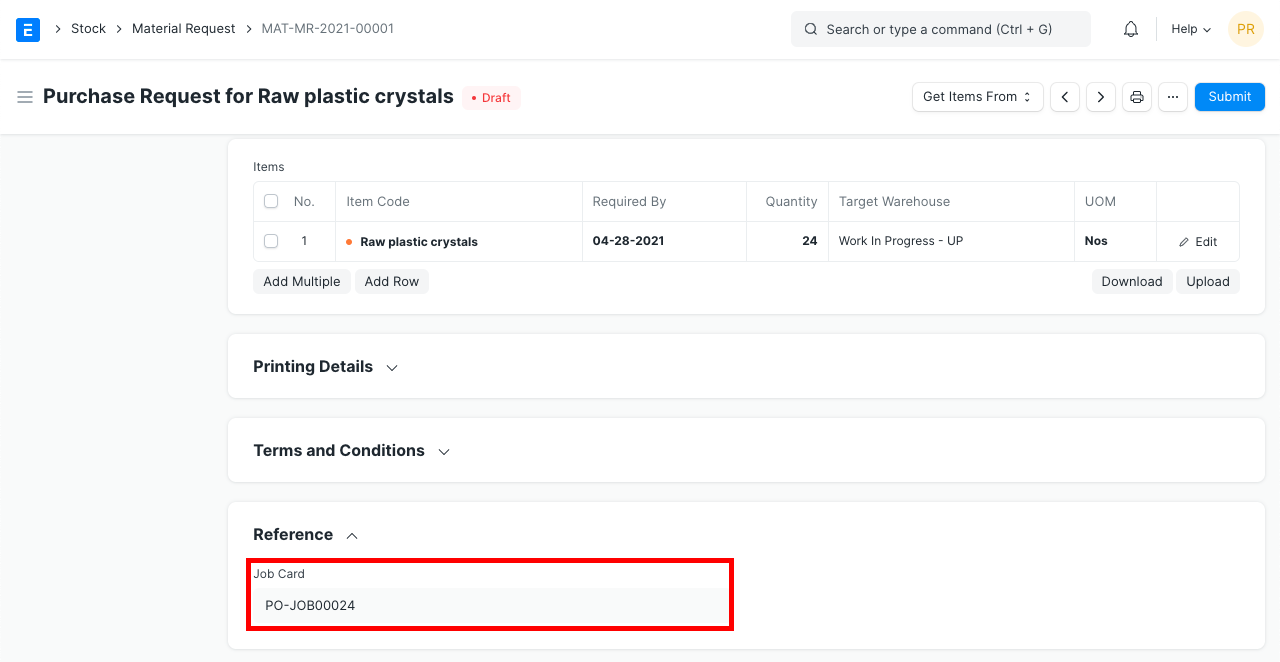 E Stock Material Request MAT-MR-2021-00001 Search or type a command (Ctrl + G) Help PR
Purchase Request for Raw plastic crystals Draft Get Items From ... Submit
Items
No. Item Code Required By Quantity Target Warehouse UOM
1 Raw plastic crystals 04-28-2021 24 Work In Progress - UP Nos Edit
Add Multiple Add Row Download Upload
Printing Details
Terms and Conditions
Reference
Job Card
PO-JOB00024